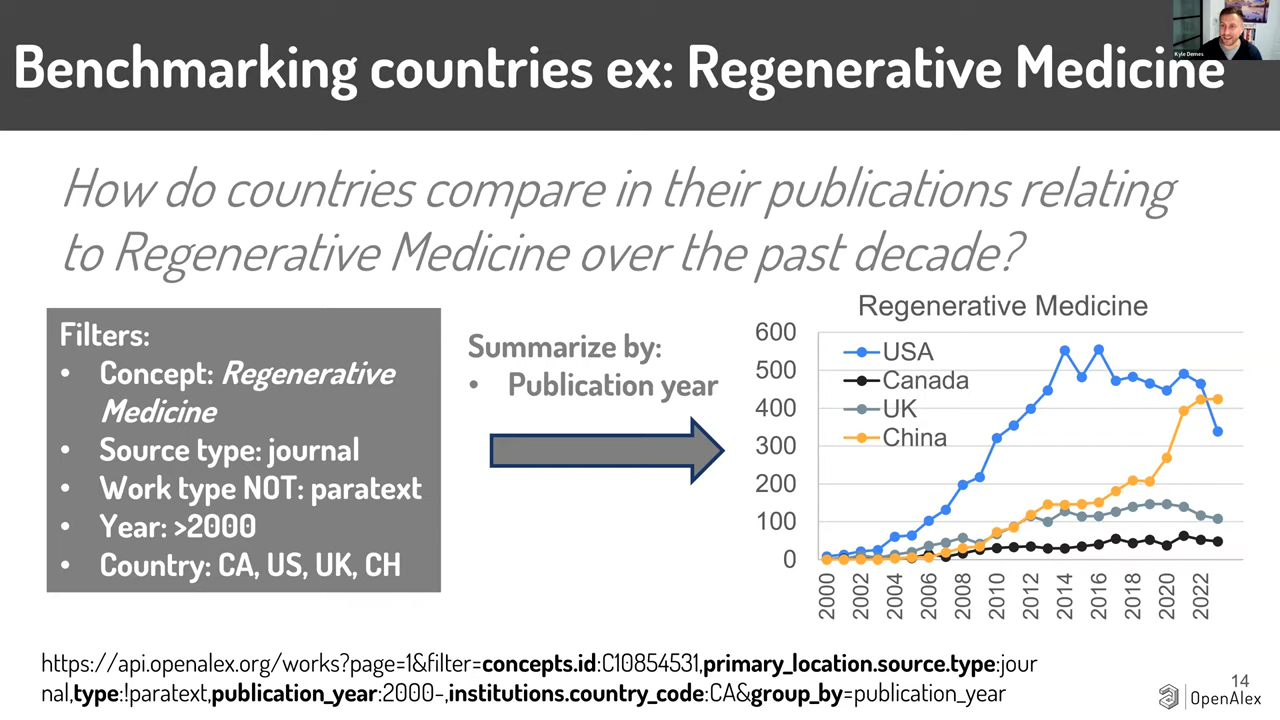 Benchmarking countries ex: Regenerative Medicine
Kyle Demes
How do countries compare in their publications relating
to Regenerative Medicine over the past decade?
Filters:
• Concept: Regenerative
Medicine
• Source type: journal
• Work type NOT: paratext
• Year: >2000
• Country: CA, US, UK, CH
Summarize by:
• Publication year
Regenerative Medicine
600
500
400
300
200
100
0
USA
Canada
UK
China
2000
2002
2004
2006
2008
2010
2012
2014
2016
2018
2020
2022
https://api.openalex.org/works?page=1&filter=concepts.id:C10854531,primary_location.source.type:jour
nal,type:!paratext,publication_year:2000-,institutions.country_code:CA&group_by=publication_year
14
OpenAlex